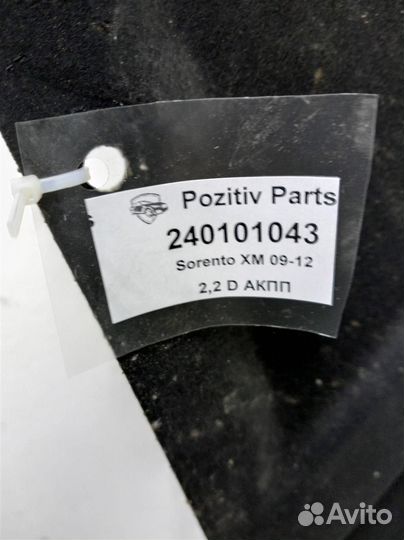 Pozitiv Parts
240101043
Sorento XM 09-12
2,2 D АКПП
Avito